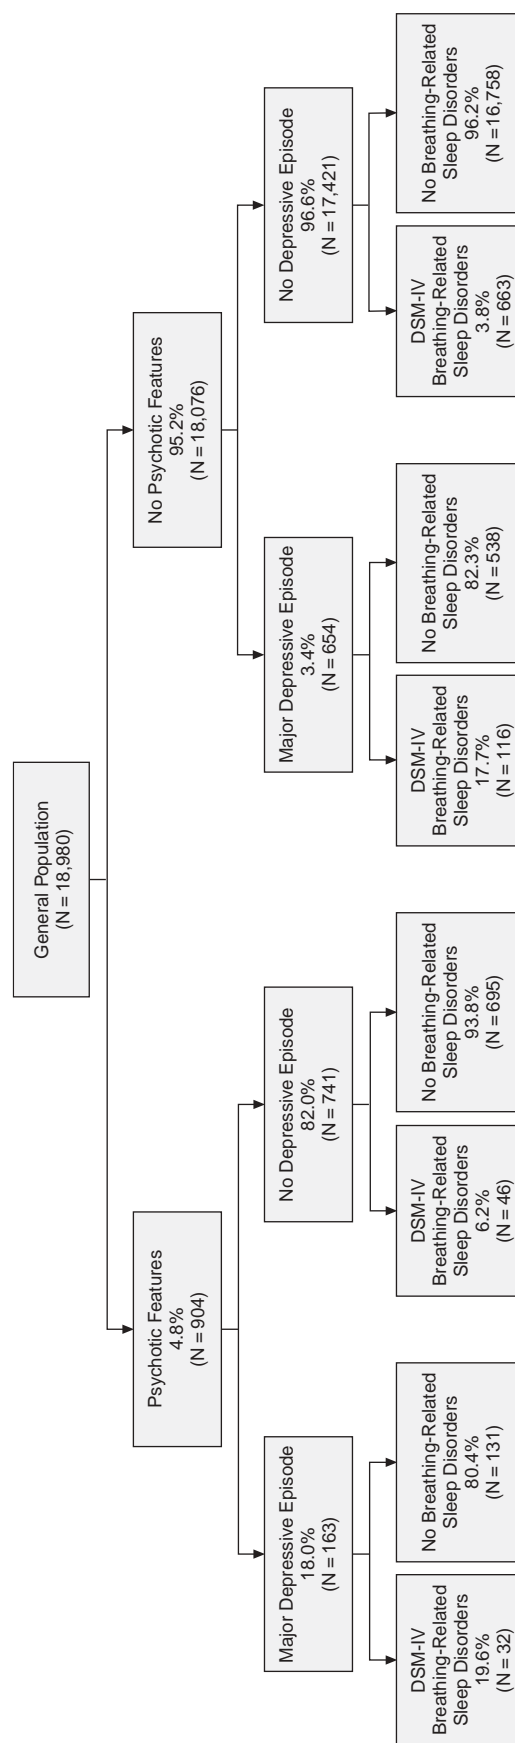 General Population
(N = 18,980)
Psychotic Features
4.8%
(N = 904)
No Psychotic Features
95.2%
(N = 18,076)
Major Depressive Episode
18.0%
(N = 163)
No Depressive Episode
82.0%
(N = 741)
Major Depressive Episode
3.4%
(N = 654)
No Depressive Episode
96.6%
(N = 17,421)
DSM-IV
Breathing-Related
Sleep Disorders
19.6%
(N = 32)
No Breathing-Related
Sleep Disorders
80.4%
(N = 131)
DSM-IV
Breathing-Related
Sleep Disorders
6.2%
(N = 46)
No Breathing-Related
Sleep Disorders
93.8%
(N = 695)
DSM-IV
Breathing-Related
Sleep Disorders
17.7%
(N = 116)
No Breathing-Related
Sleep Disorders
82.3%
(N = 538)
DSM-IV
Breathing-Related
Sleep Disorders
3.8%
(N = 663)
No Breathing-Related
Sleep Disorders
96.2%
(N = 16,758)